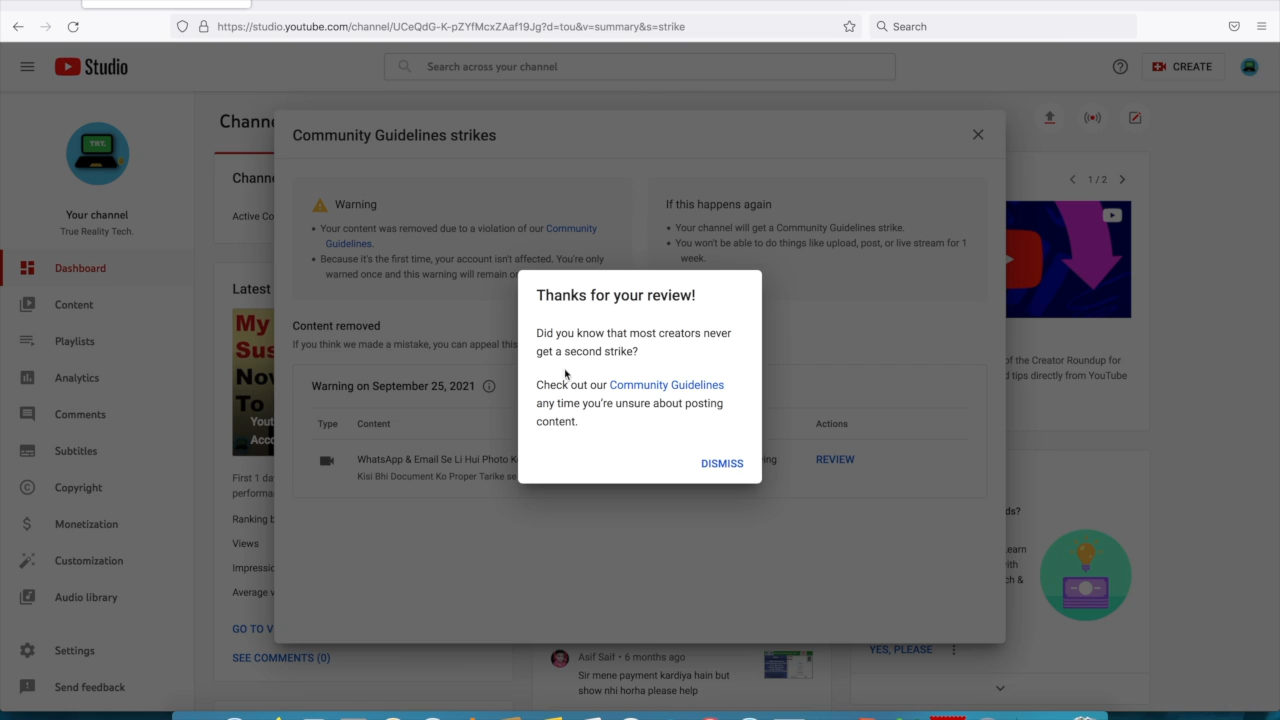 https://studio.youtube.com/channel/UCeQdG-K-pZYfMcxZAaf19Jg?d=tou&v=summary&s=strike
Search
Studio
Search across your channel
CREATE
TRT.
Your channel
True Reality Tech.
Dashboard
Content
Playlists
Analytics
Comments
Subtitles
Copyright
Monetization
Customization
Audio library
Settings
Send feedback
Community Guidelines strikes
Warning
• Your content was removed due to a violation of our Community
Guidelines.
• Because it's the first time, your account isn't affected. You're only
warned once and this warning will remain
If this happens again
• Your channel will get a Community Guidelines strike.
• You won't be able to do things like upload, post, or live stream for 1
week.
Content removed
If you think we made a mistake, you can appeal this
Warning on September 25, 2021
Type
Content
Actions
WhatsApp & Email Se Li Hui Photo
Kisi Bhi Document Ko Proper Tarike se
REVIEW
Thanks for your review!
Did you know that most creators never
get a second strike?
Check out our Community Guidelines
any time you're unsure about posting
content.
DISMISS
Latest
My
First 1 da
Ranking
Views
Average
GO TO
SEE COMMENTS (0)
1 / 2
of the Creator Roundup for
tips directly from YouTube
YES, PLEASE
Asif Saif • 6 months ago
Sir mene payment kardiya hain but
show nhi horha please help